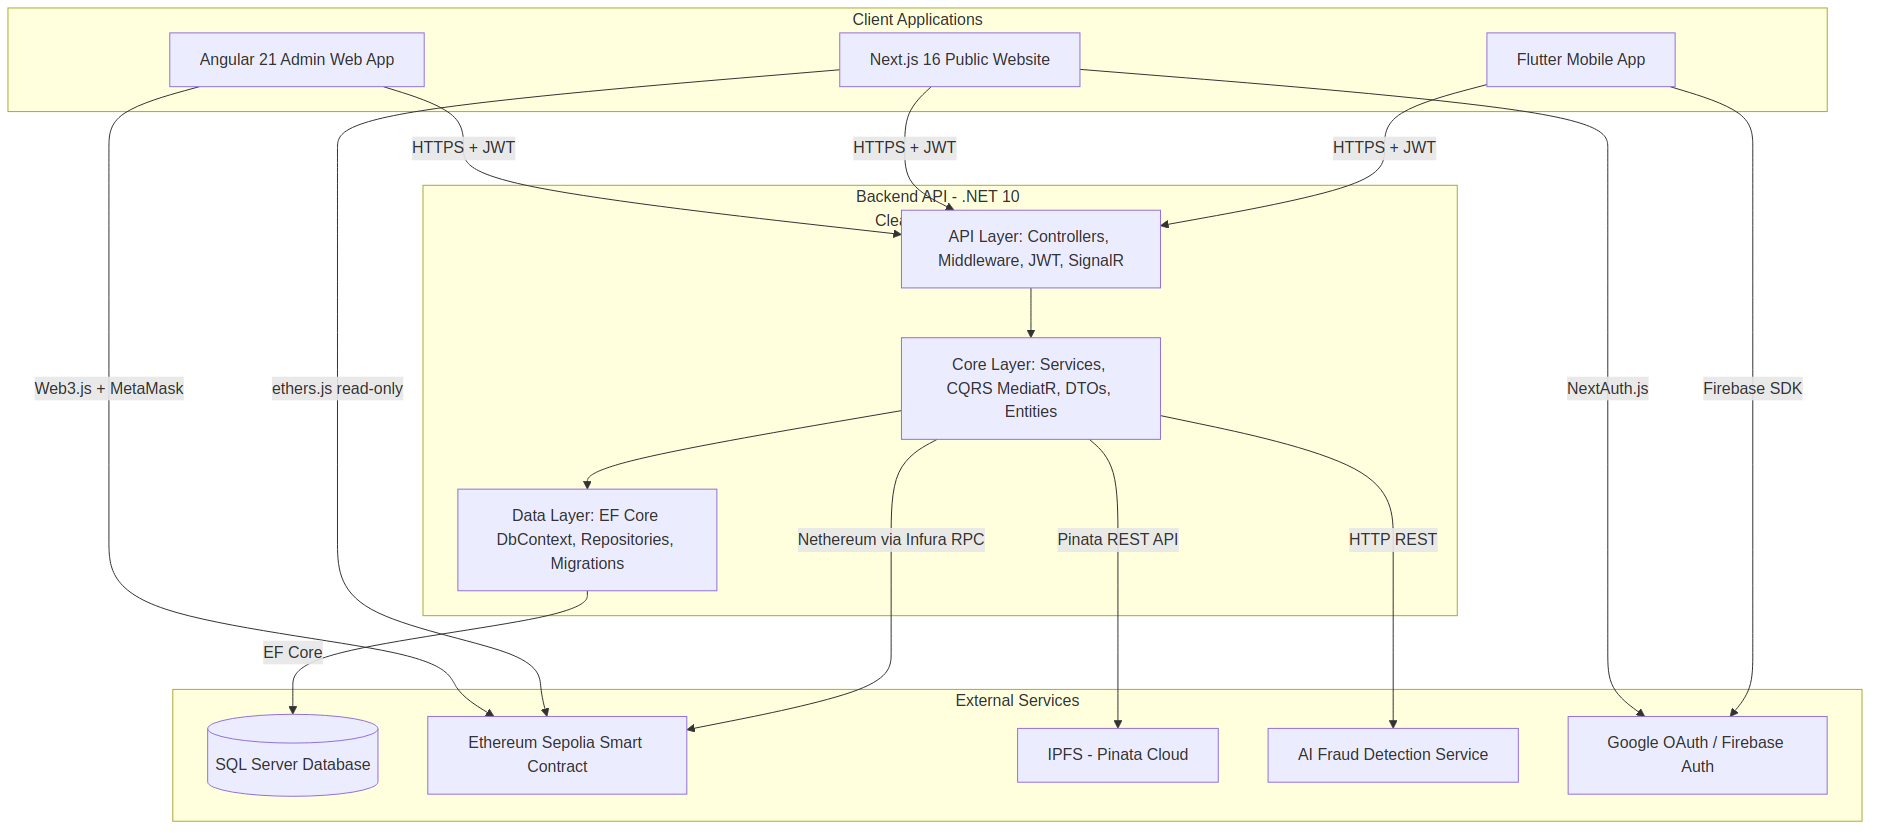 Client Applications
Angular 21 Admin Web App
Next.js 16 Public Website
Flutter Mobile App
HTTPS + JWT
HTTPS + JWT
HTTPS + JWT
Backend API - .NET 10
API Layer: Controllers,
Middleware, JWT, SignalR
Core Layer: Services,
CQRS MediatR, DTOs,
Entities
Web3.js + MetaMask
ethers.js read-only
NextAuth.js
Firebase SDK
Data Layer: EF Core
DbContext, Repositories,
Migrations
Nethereum via Infura RPC
Pinata REST API
HTTP REST
EF Core
External Services
SQL Server Database
Ethereum Sepolia Smart
Contract
IPFS - Pinata Cloud
AI Fraud Detection Service
Google OAuth / Firebase
Auth